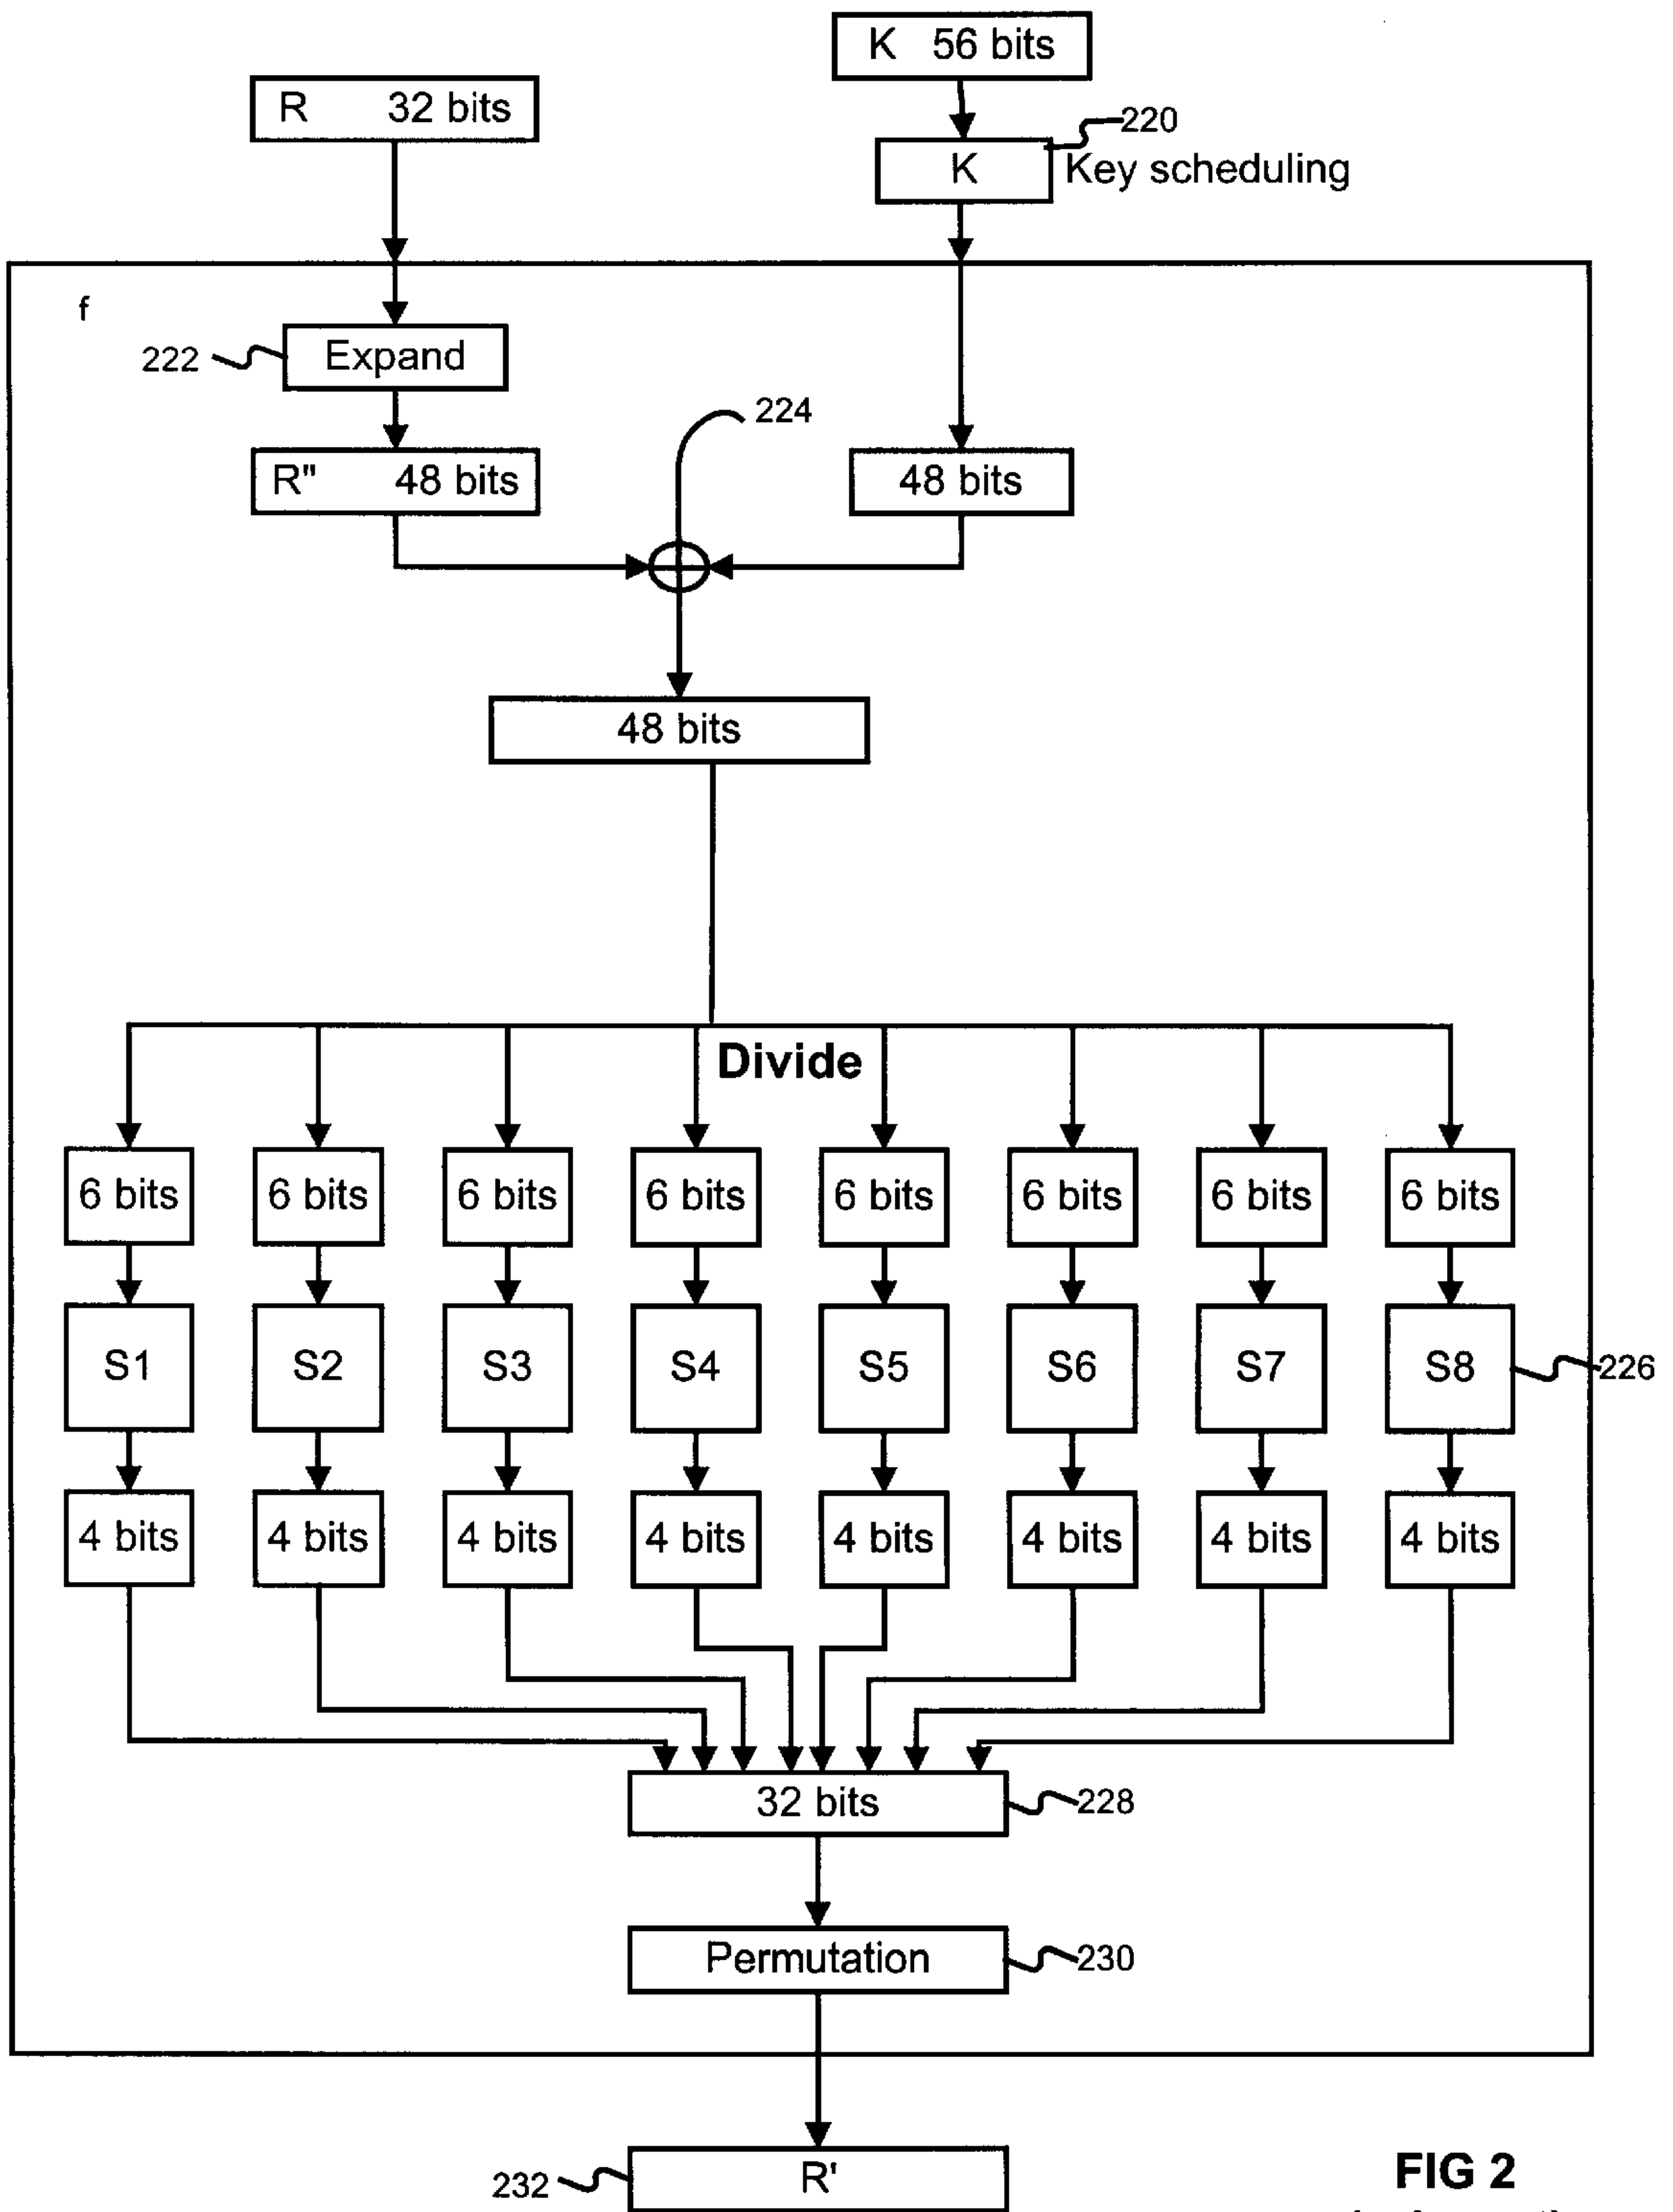 K 56 bits
R 32 bits
220
K
Key scheduling
f
222
Expand
224
R" 48 bits
48 bits
48 bits
Divide
6 bits 6 bits 6 bits 6 bits 6 bits 6 bits 6 bits 6 bits
S1 S2 S3 S4 S5 S6 S7 S8 226
4 bits 4 bits 4 bits 4 bits 4 bits 4 bits 4 bits 4 bits
32 bits 228
Permutation 230
232 R'
FIG 2